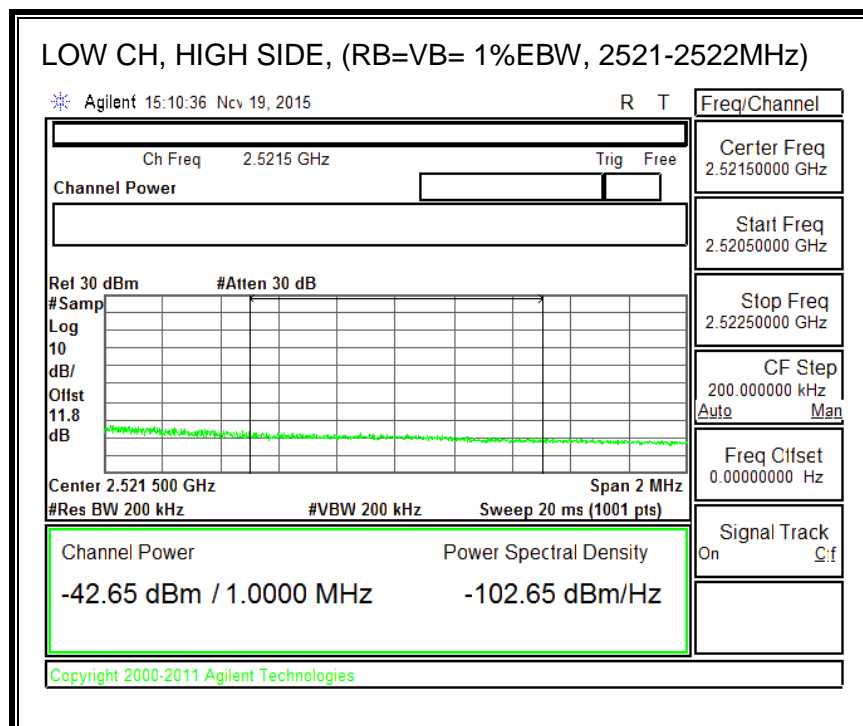 LOW CH, HIGH SIDE, (RB=VB= 1%EBW, 2521-2522MHz)
Agilent 15:10:36 Nov 19, 2015 R T
Freq/Channel
Ch Freq 2.5215 GHz Trig Free
Channel Power
Center Freq
2.52150000 GHz
Start Freq
2.52050000 GHz
Stop Freq
2.52250000 GHz
CF Step
200.000000 kHz
Auto Man
Freq Offset
0.00000000 Hz
Signal Track
On Off
Ref 30 dBm #Atten 30 dB
#Samp
Log
10
dB/
Offst
11.8
dB
Center 2.521 500 GHz Span 2 MHz
#Res BW 200 kHz #VBW 200 kHz Sweep 20 ms (1001 pts)
Channel Power Power Spectral Density
-42.65 dBm / 1.0000 MHz -102.65 dBm/Hz
Copyright 2000-2011 Agilent Technologies